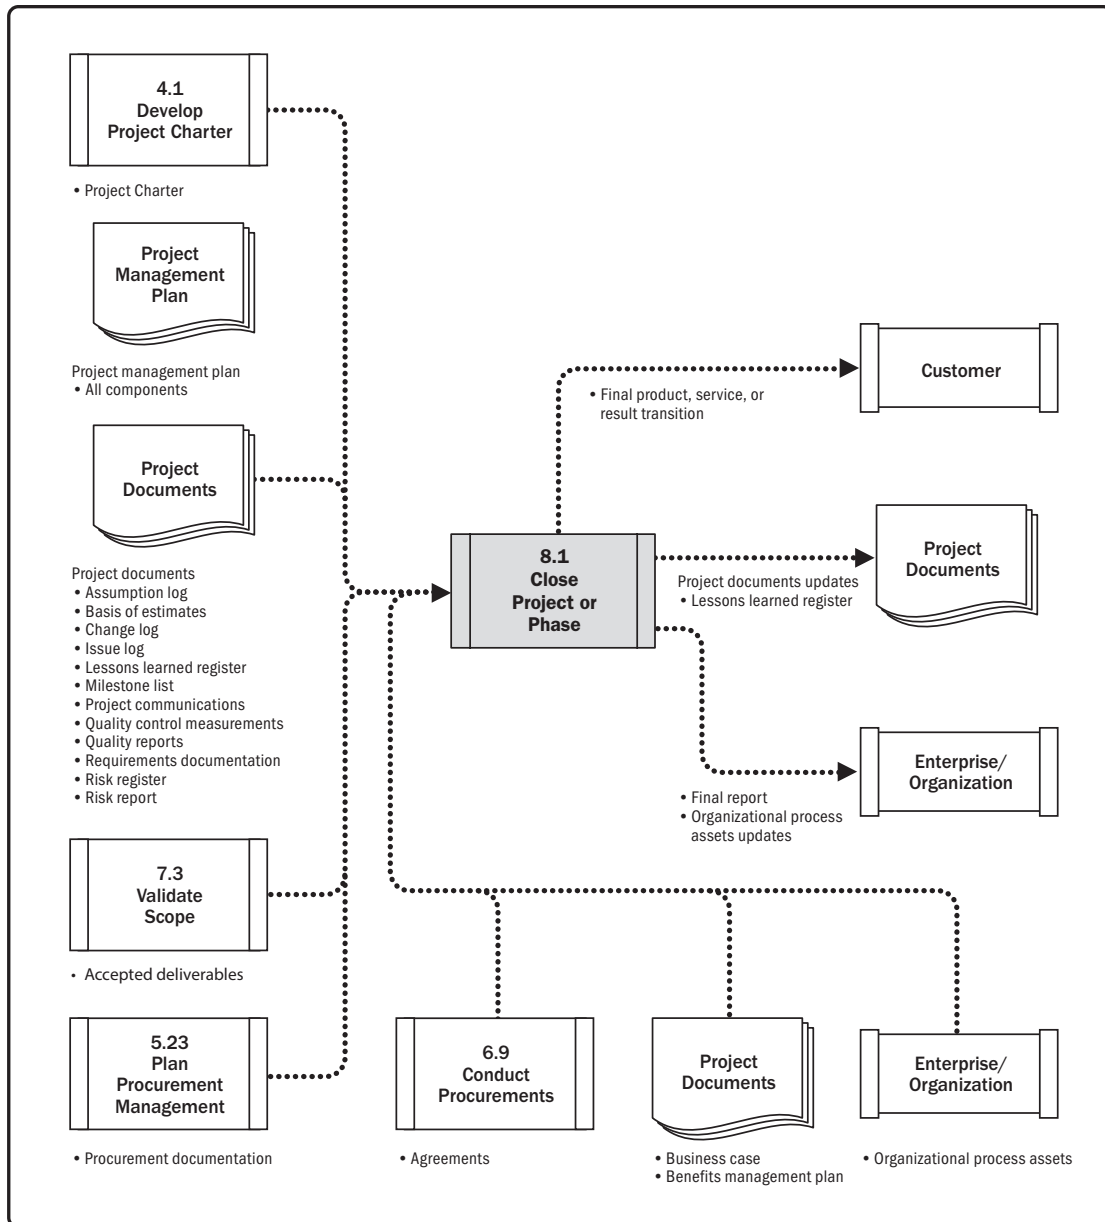 4.1
Develop
Project Charter
• Project Charter
Project
Management
Plan
Project management plan
• All components
Project
Documents
Project documents
• Assumption log
• Basis of estimates
• Change log
• Issue log
• Lessons learned register
• Milestone list
• Project communications
• Quality control measurements
• Quality reports
• Requirements documentation
• Risk register
• Risk report
7.3
Validate
Scope
• Accepted deliverables
5.23
Plan
Procurement
Management
• Procurement documentation
8.1
Close
Project or
Phase
• Final product, service, or
result transition
Customer
Project documents updates
• Lessons learned register
Project
Documents
• Final report
• Organizational process
assets updates
Enterprise/
Organization
6.9
Conduct
Procurements
• Agreements
Project
Documents
• Business case
• Benefits management plan
Enterprise/
Organization
• Organizational process assets